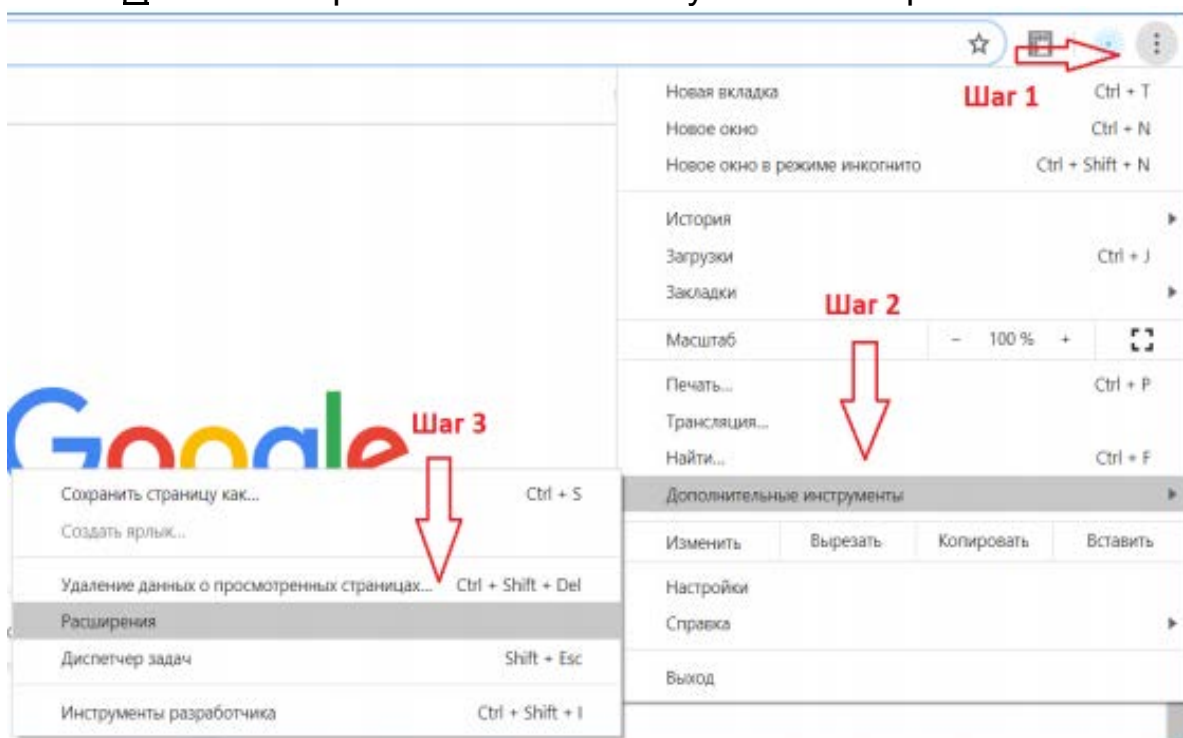 Шаг 1
Новая вкладка Ctrl + T
Новое окно Ctrl + N
Новое окно в режиме инкогнито Ctrl + Shift + N
История
Загрузки Ctrl + J
Закладки
Шаг 2
Масштаб - 100 % +
Печать... Ctrl + P
Трансляция...
Найти... Ctrl + F
Дополнительные инструменты
Изменить Вырезать Копировать Вставить
Настройки
Справка
Выход
Google
Шаг 3
Сохранить страницу как... Ctrl + S
Создать ярлык...
Удаление данных о просмотренных страницах... Ctrl + Shift + Del
Расширения
Диспетчер задач Shift + Esc
Инструменты разработчика Ctrl + Shift + I